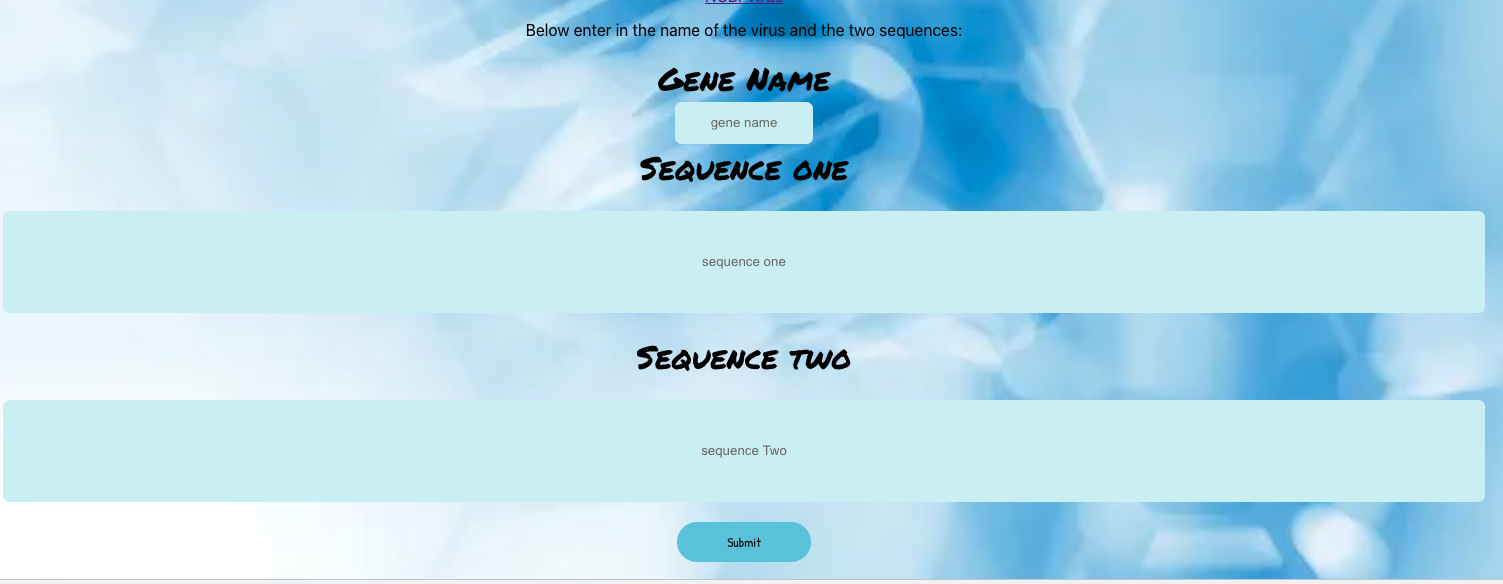 Below enter in the name of the virus and the two sequences:
Gene Name
gene name
Sequence one
sequence one
Sequence two
sequence Two
Submit